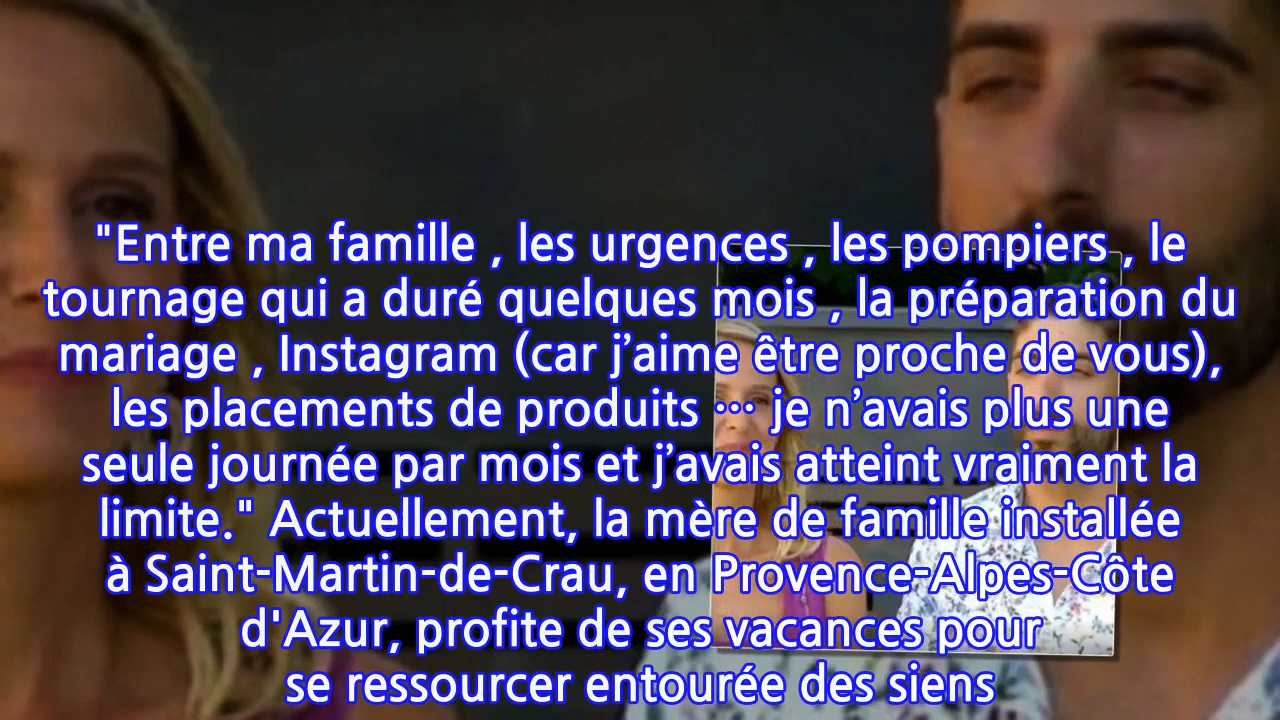 "Entre ma famille , les urgences , les pompiers , le
tournage qui a duré quelques mois , la préparation du
mariage , Instagram (car j’aime être proche de vous),
les placements de produits … je n’avais plus une
seule journée par mois et j’avais atteint vraiment la
limite." Actuellement, la mère de famille installée
à Saint-Martin-de-Crau, en Provence-Alpes-Côte
d'Azur, profite de ses vacances pour
se ressourcer entourée des siens